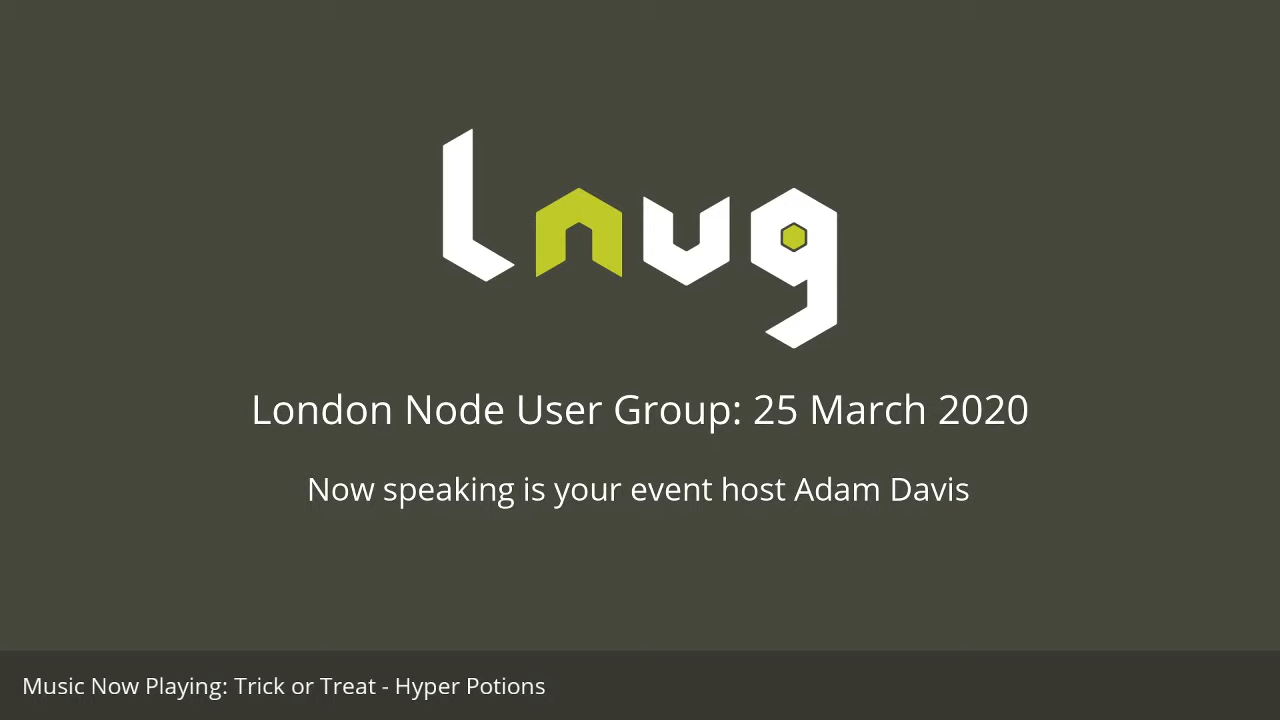 lnug
London Node User Group: 25 March 2020
Now speaking is your event host Adam Davis
Music Now Playing: Trick or Treat - Hyper Potions